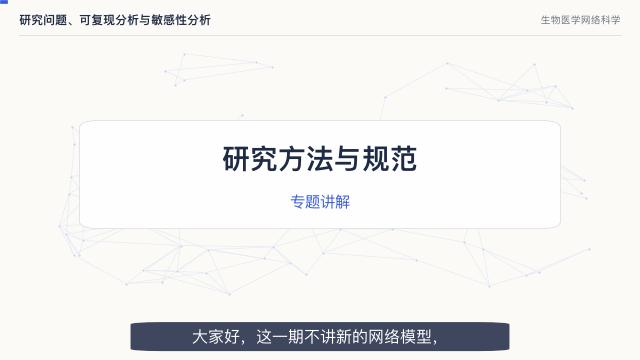 研究问题、可复现分析与敏感性分析
生物医学网络科学
研究方法与规范
专题讲解
大家好，这一期不讲新的网络模型，